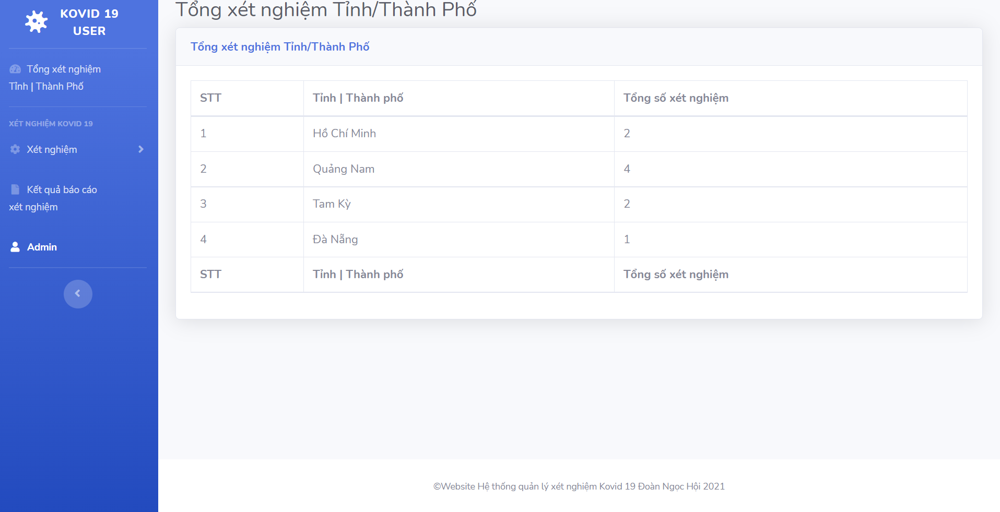 KOVID 19
USER
Tổng xét nghiệm
Tỉnh | Thành Phố
XÉT NGHIỆM KOVID 19
Xét nghiệm
Kết quả báo cáo
xét nghiệm
Admin
Tổng xét nghiệm Tỉnh/Thành Phố
Tổng xét nghiệm Tỉnh/Thành Phố
STT Tỉnh | Thành phố Tổng số xét nghiệm
1 Hồ Chí Minh 2
2 Quảng Nam 4
3 Tam Kỳ 2
4 Đà Nẵng 1
STT Tỉnh | Thành phố Tổng số xét nghiệm
©Website Hệ thống quản lý xét nghiệm Kovid 19 Đoàn Ngọc Hội 2021